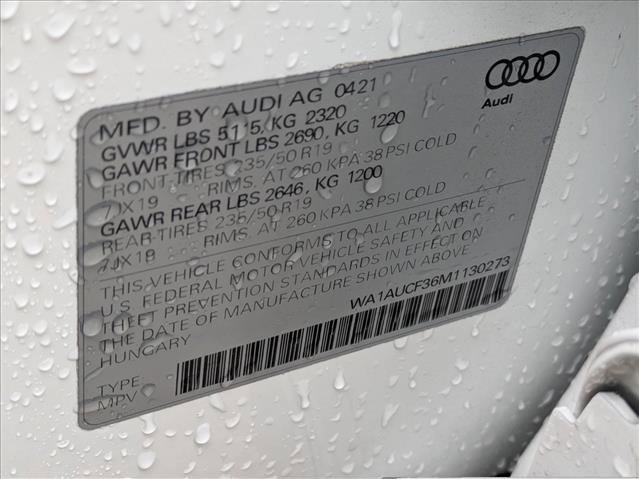 MFD. BY AUDI AG 0421
GVWR LBS 5115, KG 2320
GAWR FRONT LBS 2690, KG 1220
FRONT-TIRES 235/50 R19
7JX19 RIMS, AT 260 KPA 38 PSI COLD
GAWR REAR LBS 2646, KG 1200
REAR-TIRES 235/50 R19
7JX19 RIMS, AT 260 KPA 38 PSI COLD
THIS VEHICLE CONFORMS TO ALL APPLICABLE
U.S. FEDERAL MOTOR VEHICLE SAFETY AND
THEFT PREVENTION STANDARDS IN EFFECT ON
THE DATE OF MANUFACTURE SHOWN ABOVE.
HUNGARY
WA1AUCF36M1130273
TYPE
MPV
Audi